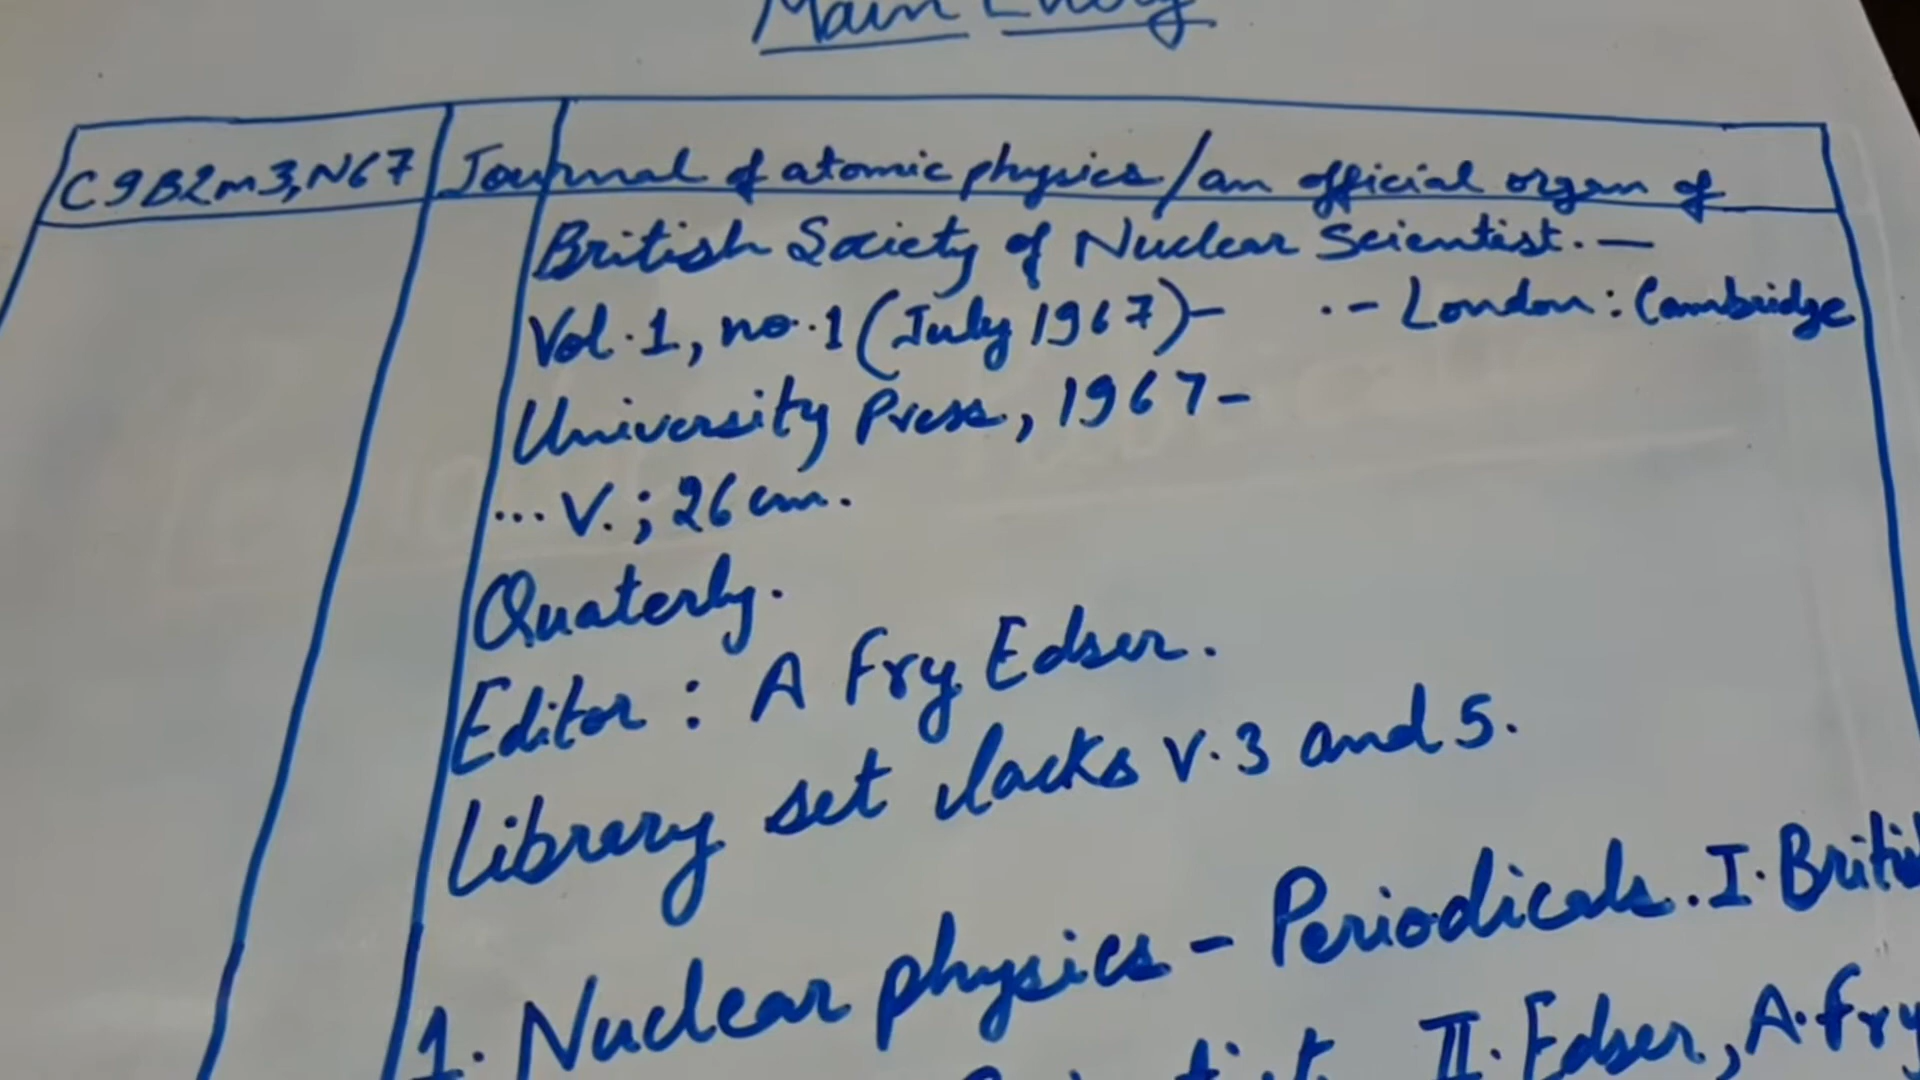 Main Entry
C9B2m3,N67 Journal of atomic physics / an official organ of
British Society of Nuclear Scientist. —
Vol. 1, no. 1 (July 1967)- .- London : Cambridge
University Press, 1967-
... V. ; 26 cm.
Quaterly.
Editor : A Fry Edser.
Library set lacks v. 3 and 5.
1. Nuclear physics - Periodicals. I. Briti
II. Edser, A. Fry